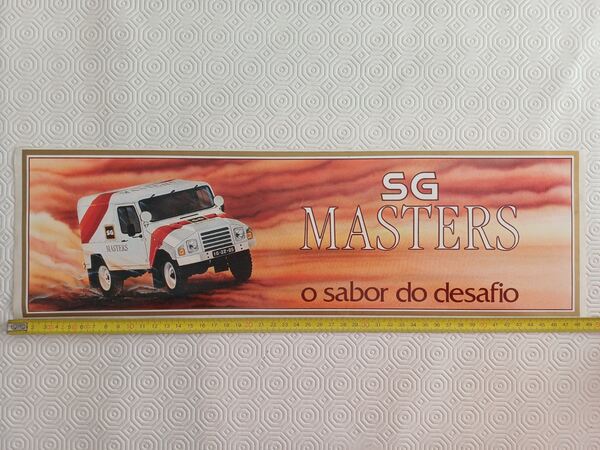 SG
MASTERS
o sabor do desafio
SG
MASTERS